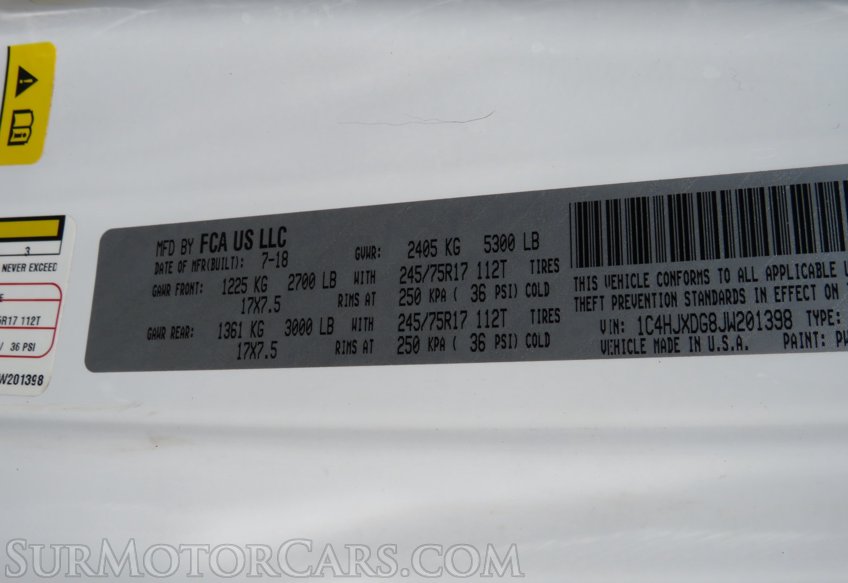 3
NEVER EXCEED
5R17 112T
/ 36 PSI
W201398
MFD BY FCA US LLC
DATE OF MFR(BUILT): 7-18 GVWR: 2405 KG 5300 LB
GAWR FRONT: 1225 KG 2700 LB WITH 245/75R17 112T TIRES
17X7.5 RIMS AT 250 KPA ( 36 PSI) COLD
GAWR REAR: 1361 KG 3000 LB WITH 245/75R17 112T TIRES
17X7.5 RIMS AT 250 KPA ( 36 PSI) COLD
THIS VEHICLE CONFORMS TO ALL APPLICABLE
THEFT PREVENTION STANDARDS IN EFFECT ON
VIN: 1C4HJXDG8JW201398 TYPE:
VEHICLE MADE IN U.S.A. PAINT: PW
SurMotorCars.com